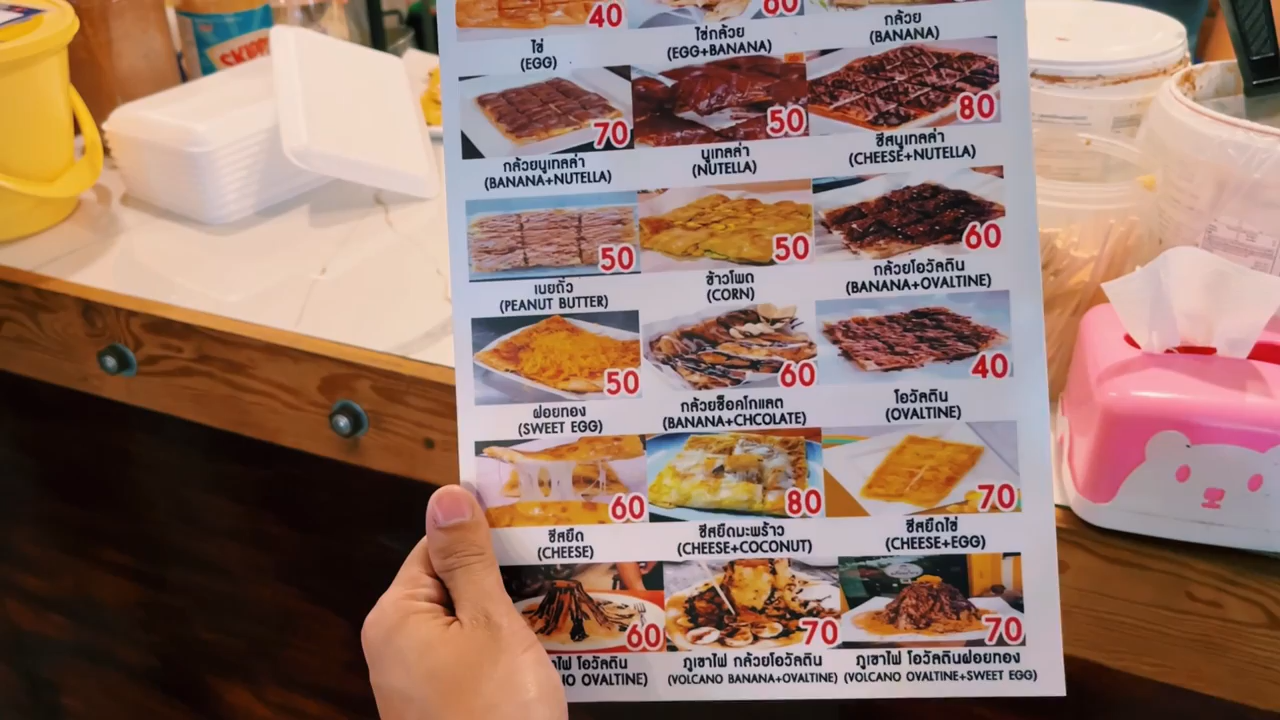 SKIPPY
40
60
ไข่
(EGG)
ไข่กล้วย
(EGG+BANANA)
กล้วย
(BANANA)
70
50
80
กล้วยนูเทลล่า
(BANANA+NUTELLA)
นูเทลล่า
(NUTELLA)
ชีสนูเทลล่า
(CHEESE+NUTELLA)
50
50
60
เนยถั่ว
(PEANUT BUTTER)
ข้าวโพด
(CORN)
กล้วยโอวัลติน
(BANANA+OVALTINE)
50
60
40
ฝอยทอง
(SWEET EGG)
กล้วยช็อคโกแลต
(BANANA+CHCOLATE)
โอวัลติน
(OVALTINE)
60
80
70
ชีสยืด
(CHEESE)
ชีสยืดมะพร้าว
(CHEESE+COCONUT)
ชีสยืดไข่
(CHEESE+EGG)
60
70
70
าไฟ โอวัลติน
NO OVALTINE)
ภูเขาไฟ กล้วยโอวัลติน
(VOLCANO BANANA+OVALTINE)
ภูเขาไฟ โอวัลตินฝอยทอง
(VOLCANO OVALTINE+SWEET EGG)